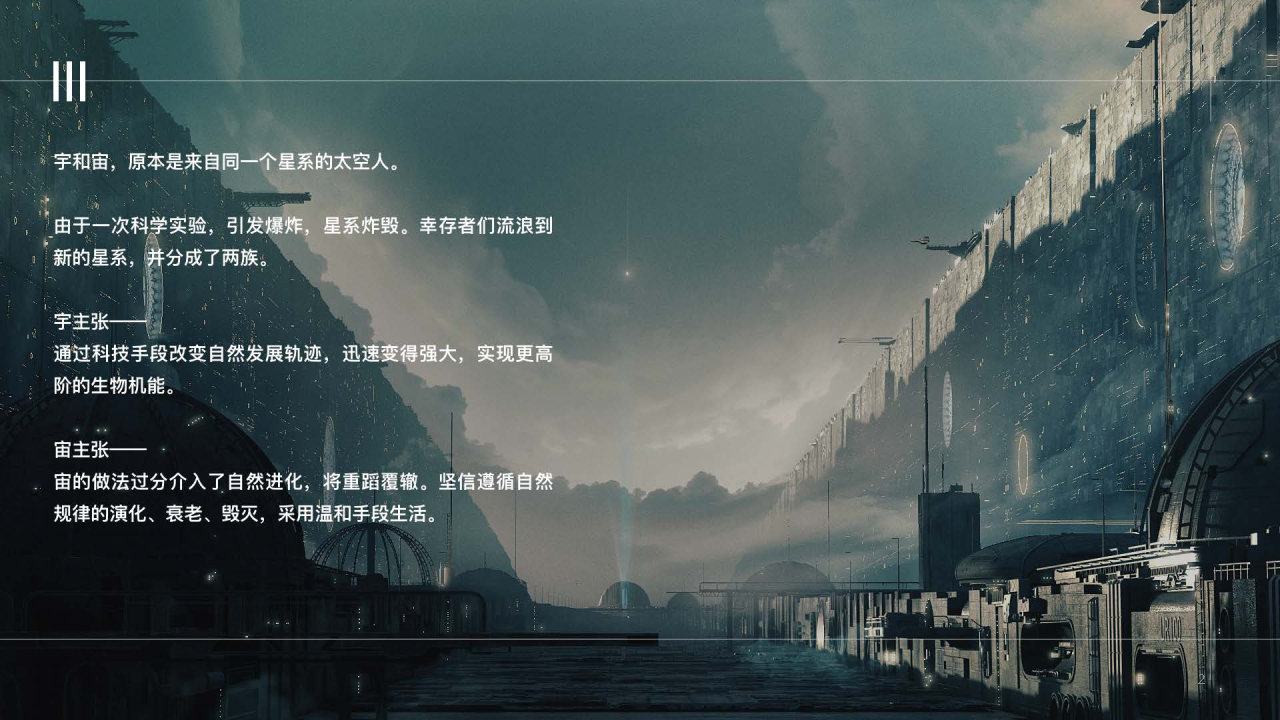 宇和宙，原本是来自同一个星系的太空人。
由于一次科学实验，引发爆炸，星系炸毁。幸存者们流浪到
新的星系，并分成了两族。
宇主张——
通过科技手段改变自然发展轨迹，迅速变得强大，实现更高
阶的生物机能。
宙主张——
宙的做法过分介入了自然进化，将重蹈覆辙。坚信遵循自然
规律的演化、衰老、毁灭，采用温和手段生活。